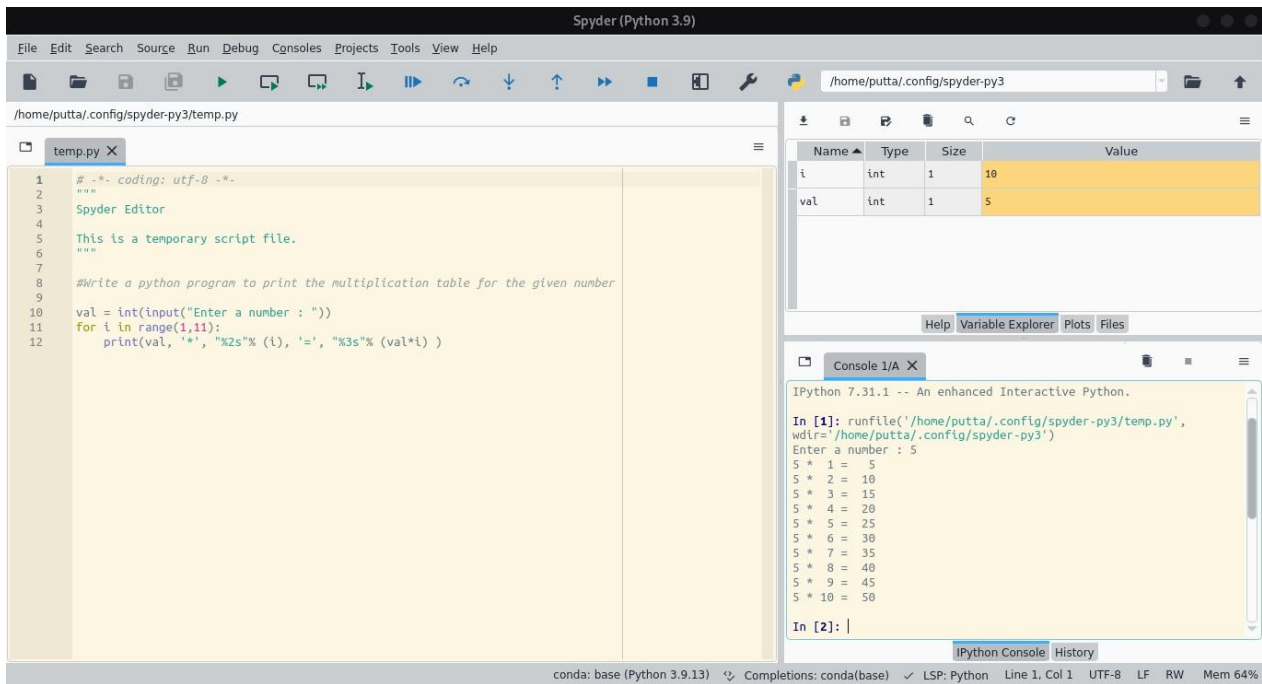 Spyder (Python 3.9)
File Edit Search Source Run Debug Consoles Projects Tools View Help
/home/putta/.config/spyder-py3
/home/putta/.config/spyder-py3/temp.py
temp.py
1 # -*- coding: utf-8 -*-
2 """
3 Spyder Editor
4
5 This is a temporary script file.
6 """
7
8 #Write a python program to print the multiplication table for the given number
9
10 val = int(input("Enter a number : "))
11 for i in range(1,11):
12     print(val, '*', "%2s"% (i), '=', "%3s"% (val*i) )
Name Type Size Value
i int 1 10
val int 1 5
Help Variable Explorer Plots Files
Console 1/A
IPython 7.31.1 -- An enhanced Interactive Python.
In [1]: runfile('/home/putta/.config/spyder-py3/temp.py',
wdir='/home/putta/.config/spyder-py3')
Enter a number : 5
5 *  1 =   5
5 *  2 =  10
5 *  3 =  15
5 *  4 =  20
5 *  5 =  25
5 *  6 =  30
5 *  7 =  35
5 *  8 =  40
5 *  9 =  45
5 * 10 =  50
In [2]:
IPython Console History
conda: base (Python 3.9.13) Completions: conda(base) LSP: Python Line 1, Col 1 UTF-8 LF RW Mem 64%